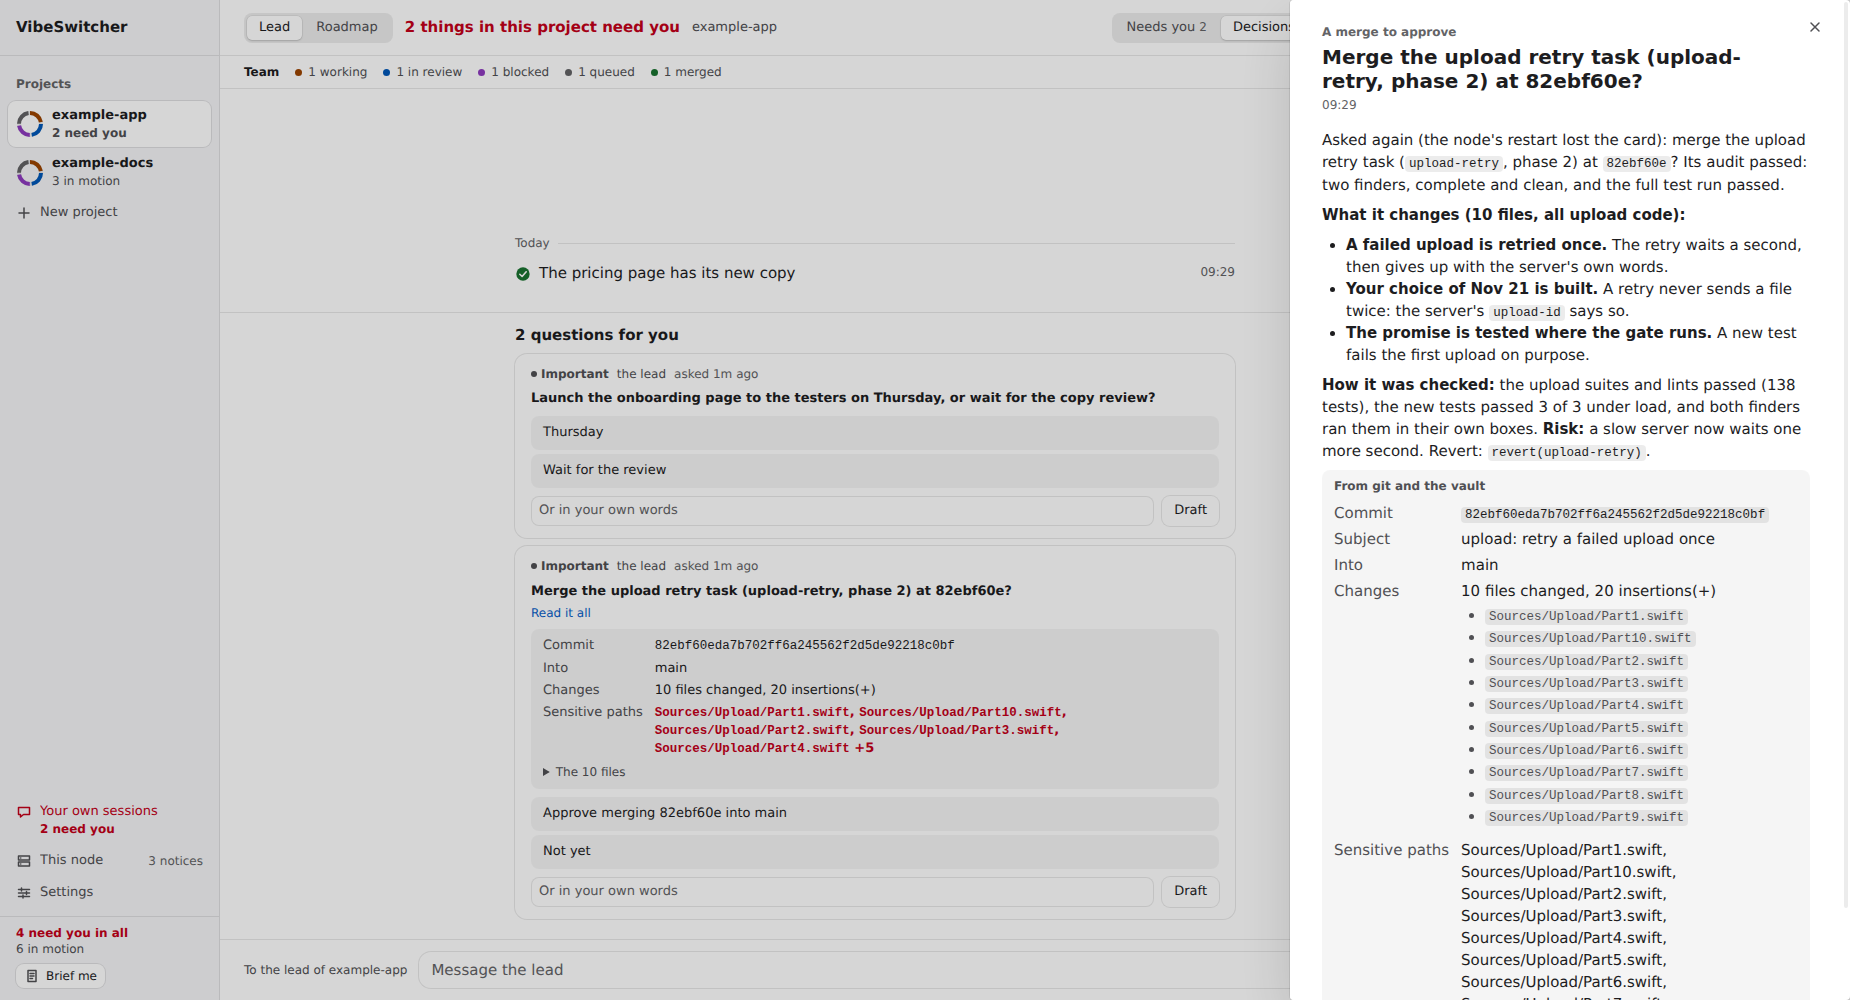 VibeSwitcher
Projects
example-app
2 need you
example-docs
3 in motion
New project
Your own sessions
2 need you
This node
3 notices
Settings
4 need you in all
6 in motion
Brief me
Lead
Roadmap
2 things in this project need you
example-app
Needs you 2
Decisions
Team
1 working
1 in review
1 blocked
1 queued
1 merged
Today
The pricing page has its new copy
09:29
2 questions for you
Important the lead asked 1m ago
Launch the onboarding page to the testers on Thursday, or wait for the copy review?
Thursday
Wait for the review
Or in your own words
Draft
Important the lead asked 1m ago
Merge the upload retry task (upload-retry, phase 2) at 82ebf60e?
Read it all
Commit 82ebf60eda7b702ff6a245562f2d5de92218c0bf
Into main
Changes 10 files changed, 20 insertions(+)
Sensitive paths Sources/Upload/Part1.swift, Sources/Upload/Part10.swift,
Sources/Upload/Part2.swift, Sources/Upload/Part3.swift,
Sources/Upload/Part4.swift +5
The 10 files
Approve merging 82ebf60e into main
Not yet
Or in your own words
Draft
To the lead of example-app
Message the lead
A merge to approve
Merge the upload retry task (upload-
retry, phase 2) at 82ebf60e?
09:29
Asked again (the node's restart lost the card): merge the upload
retry task (upload-retry, phase 2) at 82ebf60e? Its audit passed:
two finders, complete and clean, and the full test run passed.
What it changes (10 files, all upload code):
A failed upload is retried once. The retry waits a second,
then gives up with the server's own words.
Your choice of Nov 21 is built. A retry never sends a file
twice: the server's upload-id says so.
The promise is tested where the gate runs. A new test
fails the first upload on purpose.
How it was checked: the upload suites and lints passed (138
tests), the new tests passed 3 of 3 under load, and both finders
ran them in their own boxes. Risk: a slow server now waits one
more second. Revert: revert(upload-retry).
From git and the vault
Commit 82ebf60eda7b702ff6a245562f2d5de92218c0bf
Subject upload: retry a failed upload once
Into main
Changes 10 files changed, 20 insertions(+)
Sources/Upload/Part1.swift
Sources/Upload/Part10.swift
Sources/Upload/Part2.swift
Sources/Upload/Part3.swift
Sources/Upload/Part4.swift
Sources/Upload/Part5.swift
Sources/Upload/Part6.swift
Sources/Upload/Part7.swift
Sources/Upload/Part8.swift
Sources/Upload/Part9.swift
Sensitive paths Sources/Upload/Part1.swift,
Sources/Upload/Part10.swift,
Sources/Upload/Part2.swift,
Sources/Upload/Part3.swift,
Sources/Upload/Part4.swift,
Sources/Upload/Part5.swift,
Sources/Upload/Part6.swift,